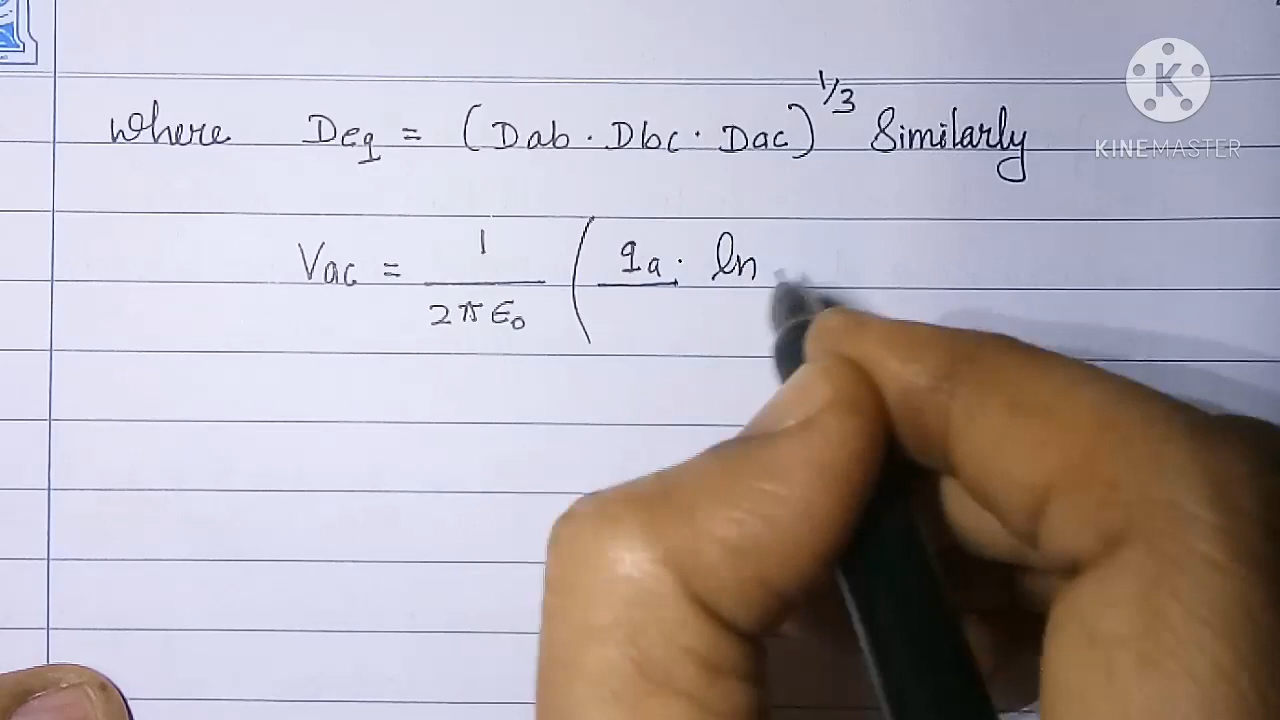 where Deq = (Dab · Dbc · Dac)^1/3 Similarly
KINEMASTER
Vac = 1/2πϵ₀ ( qa · ln